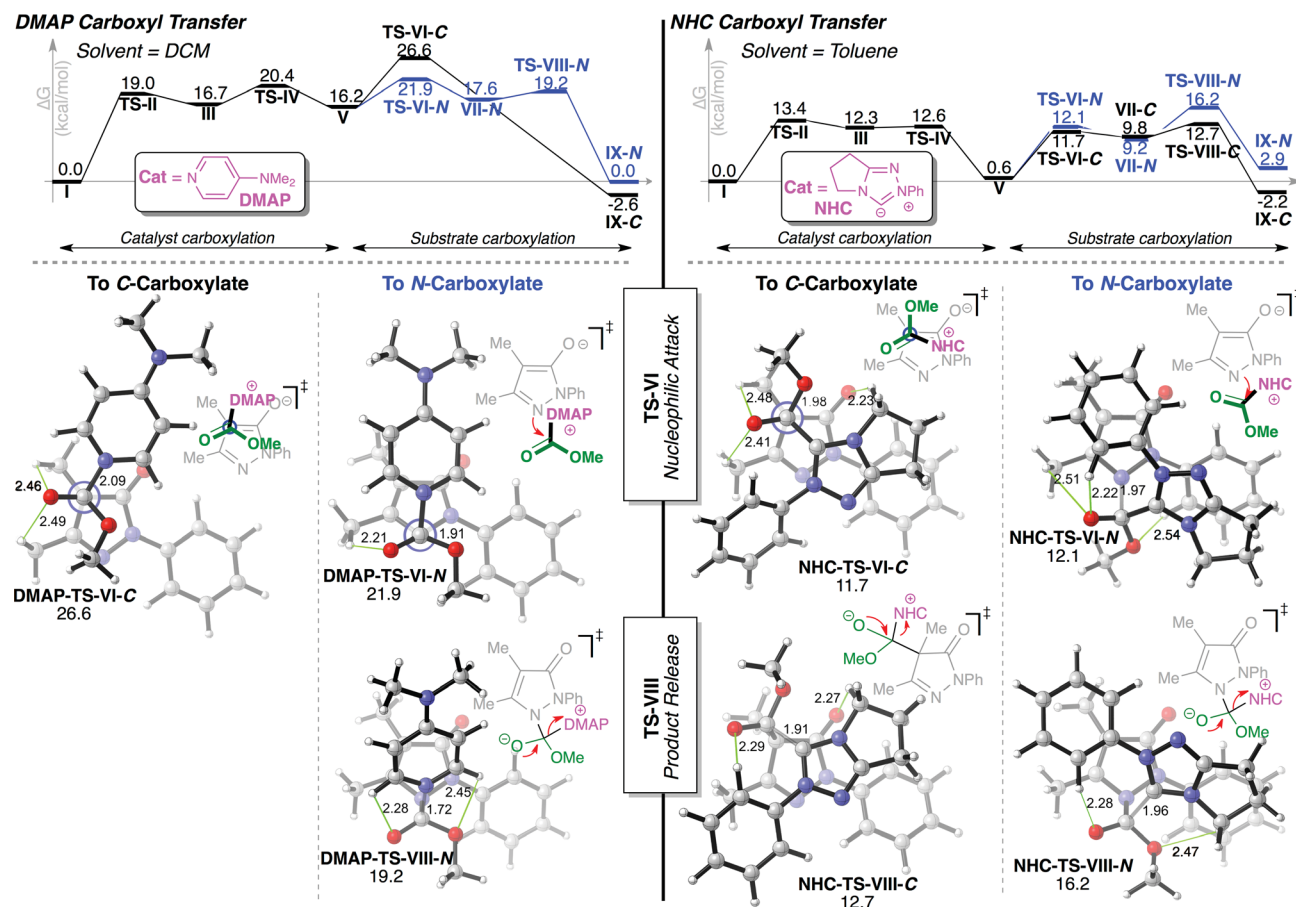 DMAP Carboxyl Transfer
Solvent = DCM
ΔG
(kcal/mol)
0.0
I
19.0
TS-II
16.7
III
20.4
TS-IV
16.2
V
TS-VI-C
26.6
21.9
TS-VI-N
17.6
VII-N
TS-VIII-N
19.2
IX-N
0.0
-2.6
IX-C
Cat =
N
NMe2
DMAP
Catalyst carboxylation
Substrate carboxylation
NHC Carboxyl Transfer
Solvent = Toluene
ΔG
(kcal/mol)
0.0
I
13.4
TS-II
12.3
III
12.6
TS-IV
0.6
V
TS-VI-N
12.1
11.7
TS-VI-C
VII-C
9.8
9.2
VII-N
TS-VIII-N
16.2
12.7
TS-VIII-C
IX-N
2.9
-2.2
IX-C
Cat =
N
N
NPh
⊖
⊕
NHC
Catalyst carboxylation
Substrate carboxylation
To C-Carboxylate
⊕
DMAP
‡
Me
O⊖
O
OMe
NPh
Me
N
2.09
2.46
2.49
DMAP-TS-VI-C
26.6
To N-Carboxylate
‡
Me
O⊖
Me
NPh
N
DMAP
⊕
O
OMe
2.21
1.91
DMAP-TS-VI-N
21.9
Me
O
‡
Me
NPh
N
⊕
DMAP
⊖
O
OMe
2.45
2.28
1.72
DMAP-TS-VIII-N
19.2
TS-VI
Nucleophilic Attack
TS-VIII
Product Release
To C-Carboxylate
OMe
‡
Me
O⊖
⊕
O
NHC
NPh
Me
N
2.48
1.98
2.23
2.41
NHC-TS-VI-C
11.7
⊖
O
⊕
NHC
‡
Me
O
MeO
NPh
Me
N
2.27
1.91
2.29
NHC-TS-VIII-C
12.7
To N-Carboxylate
‡
Me
O⊖
Me
NPh
N
NHC
⊕
O
OMe
2.51
2.22
1.97
2.54
NHC-TS-VI-N
12.1
Me
O
‡
Me
NPh
N
⊕
NHC
⊖
O
OMe
2.28
1.96
2.47
NHC-TS-VIII-N
16.2